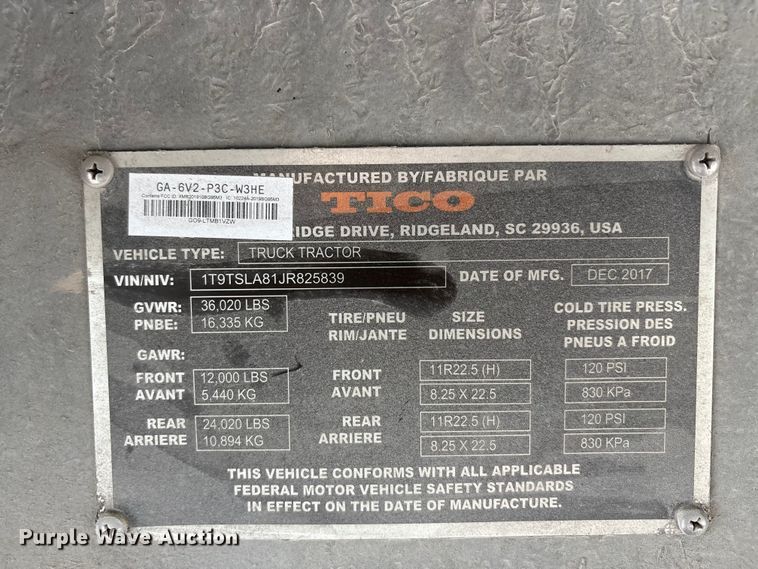 MANUFACTURED BY/FABRIQUE PAR
GA-6V2-P3C-W3HE
GO9-LTMB1VZW
TICO
RIDGE DRIVE, RIDGELAND, SC 29936, USA
VEHICLE TYPE: TRUCK TRACTOR
VIN/NIV: 1T9TSLA81JR825839 DATE OF MFG. DEC 2017
GVWR: 36,020 LBS
PNBE: 16,335 KG
TIRE/PNEU RIM/JANTE
SIZE DIMENSIONS
COLD TIRE PRESS.
PRESSION DES
PNEUS A FROID
GAWR:
FRONT 12,000 LBS FRONT 11R22.5 (H) 120 PSI
AVANT 5,440 KG AVANT 8.25 X 22.5 830 KPa
REAR 24,020 LBS REAR 11R22.5 (H) 120 PSI
ARRIERE 10,894 KG ARRIERE 8.25 X 22.5 830 KPa
THIS VEHICLE CONFORMS WITH ALL APPLICABLE
FEDERAL MOTOR VEHICLE SAFETY STANDARDS
IN EFFECT ON THE DATE OF MANUFACTURE.
Purple Wave Auction